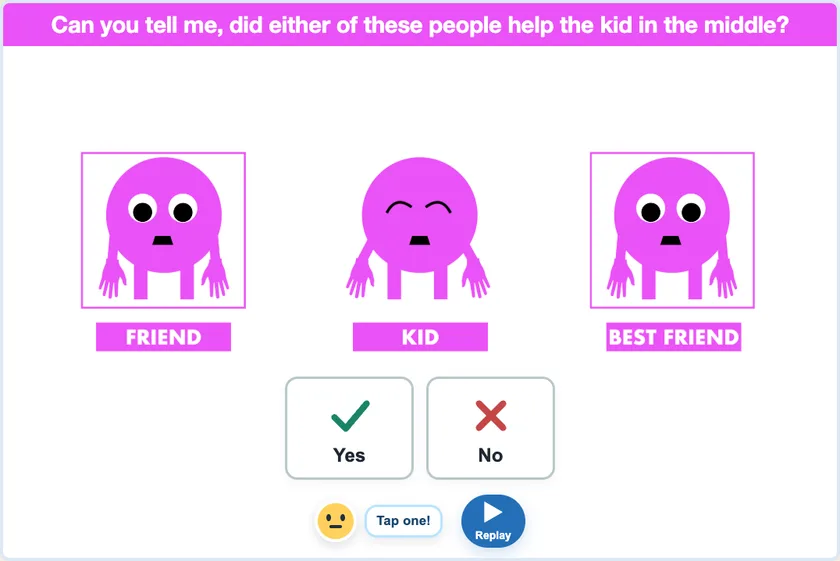 Can you tell me, did either of these people help the kid in the middle?
FRIEND
KID
BEST FRIEND
Yes
No
Tap one!
Replay